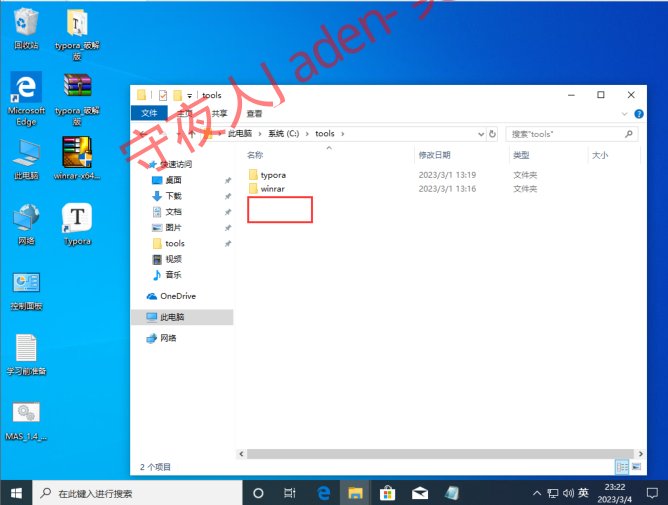 回收站
typora_破解版
Microsoft Edge
typora_破解版
此电脑
winrar-x64...
网络
Typora
控制面板
学习前准备
MAS_1.4_...
守夜人J aden-
tools
文件 主页 共享 查看
此电脑 › 系统 (C:) › tools ›
搜索"tools"
名称 修改日期 类型 大小
typora 2023/3/1 13:19 文件夹
winrar 2023/3/1 13:16 文件夹
快速访问
桌面
下载
文档
图片
tools
视频
音乐
OneDrive
此电脑
网络
2 个项目
在此键入进行搜索
英
23:22
2023/3/4